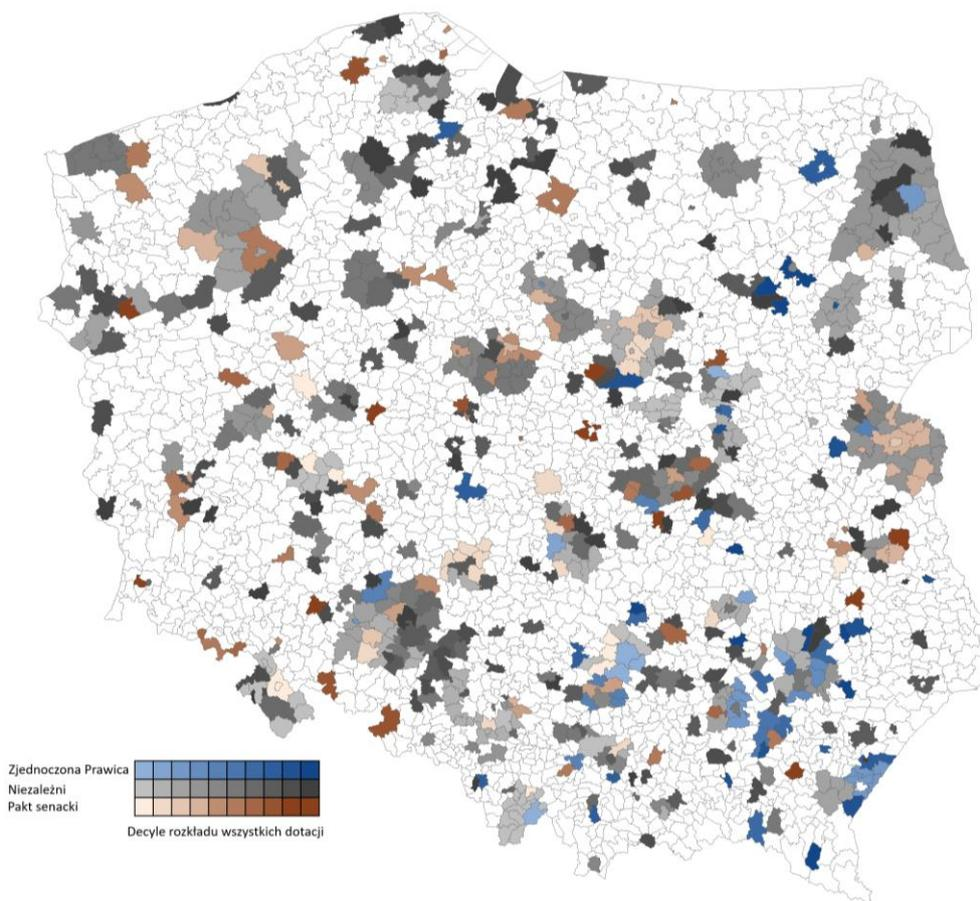 Zjednoczona Prawica
Niezależni
Pakt senacki
Decyle rozkładu wszystkich dotacji